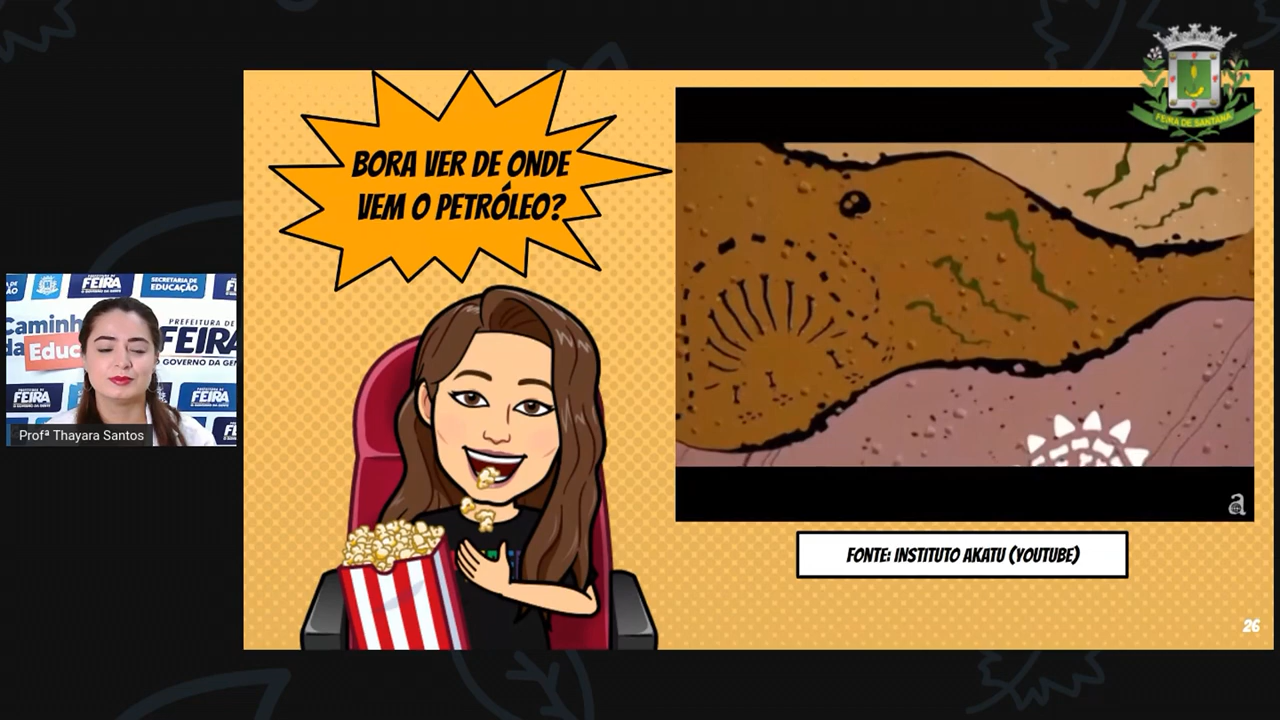 FEIRA DE SANTANA
BORA VER DE ONDE
VEM O PETRÓLEO?
PREFEITURA
FEIRA
SECRETARIA DE
EDUCAÇÃO
Caminh
da Educ
PREFEITURA DE
FEIRA
O GOVERNO DA GEN
FEIRA
FEIRA
Profª Thayara Santos
a
FONTE: INSTITUTO AKATU (YOUTUBE)
26